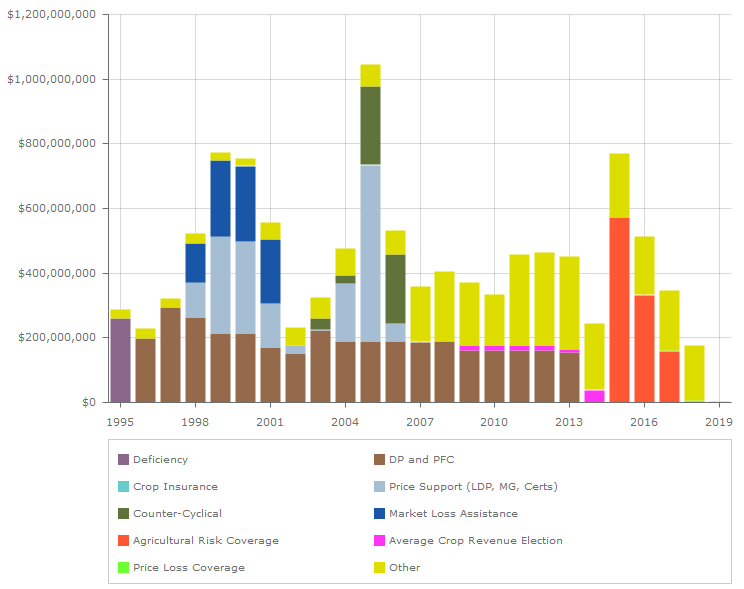 $1,200,000,000
$1,000,000,000
$800,000,000
$600,000,000
$400,000,000
$200,000,000
$0
1995 1998 2001 2004 2007 2010 2013 2016 2019
Deficiency DP and PFC
Crop Insurance Price Support (LDP, MG, Certs)
Counter-Cyclical Market Loss Assistance
Agricultural Risk Coverage Average Crop Revenue Election
Price Loss Coverage Other